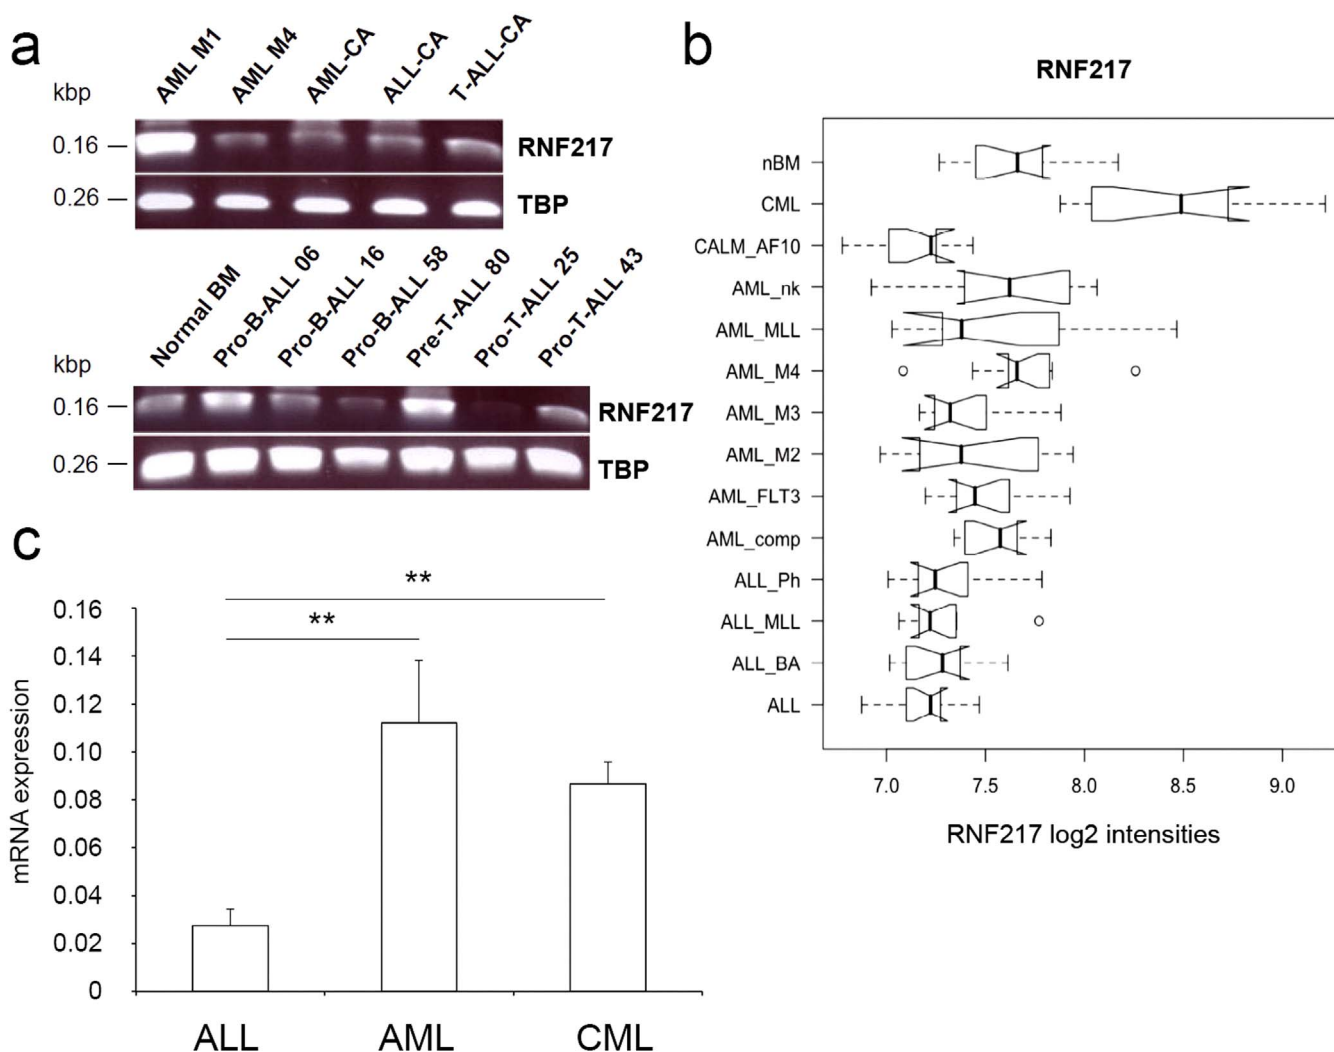 a
kbp
AML M1
AML M4
AML-CA
ALL-CA
T-ALL-CA
0.16
RNF217
0.26
TBP
kbp
Normal BM
Pro-B-ALL 06
Pro-B-ALL 16
Pro-B-ALL 58
Pre-T-ALL 80
Pro-T-ALL 25
Pro-T-ALL 43
0.16
RNF217
0.26
TBP
b
RNF217
nBM
CML
CALM_AF10
AML_nk
AML_MLL
AML_M4
AML_M3
AML_M2
AML_FLT3
AML_comp
ALL_Ph
ALL_MLL
ALL_BA
ALL
7.0 7.5 8.0 8.5 9.0
RNF217 log2 intensities
c
mRNA expression
0.16
0.14
0.12
0.10
0.08
0.06
0.04
0.02
0
**
**
ALL AML CML